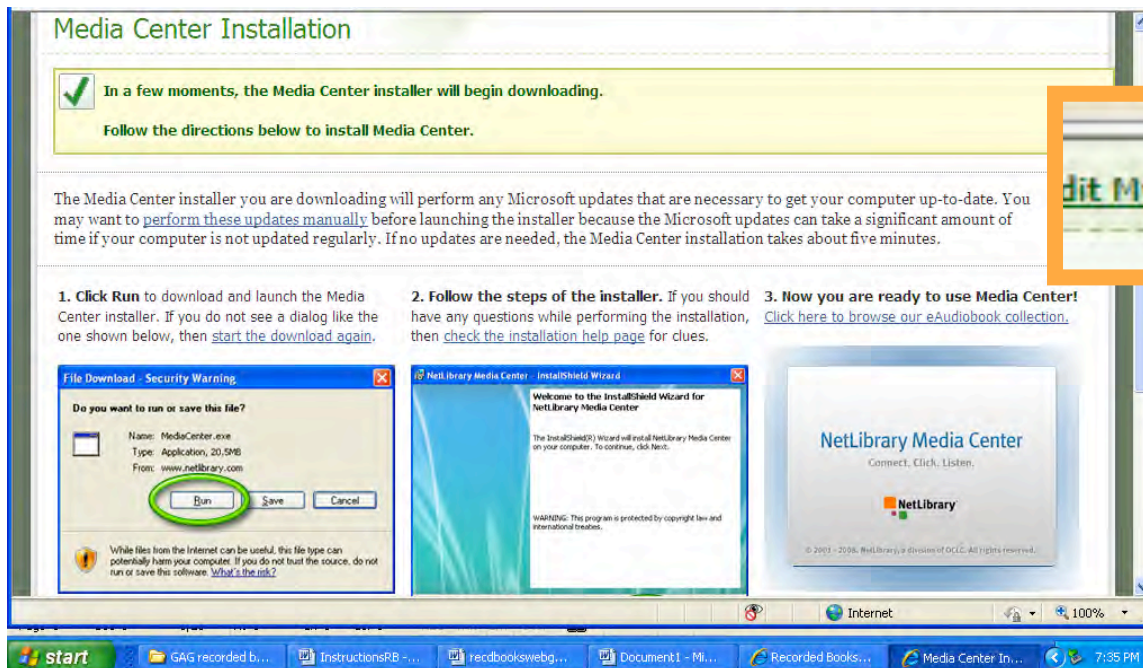 Media Center Installation
In a few moments, the Media Center installer will begin downloading.
Follow the directions below to install Media Center.
dit M
The Media Center installer you are downloading will perform any Microsoft updates that are necessary to get your computer up-to-date. You
may want to perform these updates manually before launching the installer because the Microsoft updates can take a significant amount of
time if your computer is not updated regularly. If no updates are needed, the Media Center installation takes about five minutes.
1. Click Run to download and launch the Media
Center installer. If you do not see a dialog like the
one shown below, then start the download again.
2. Follow the steps of the installer. If you should
have any questions while performing the installation,
then check the installation help page for clues.
3. Now you are ready to use Media Center!
Click here to browse our eAudiobook collection.
File Download - Security Warning
Do you want to run or save this file?
Name: MediaCenter.exe
Type: Application, 20,5MB
From: www.netlibrary.com
Run Save Cancel
While files from the Internet can be useful, this file type can
potentially harm your computer. If you do not trust the source, do not
run or save this software. What's the risk?
NetLibrary Media Center - InstallShield Wizard
Welcome to the InstallShield Wizard for
NetLibrary Media Center
The InstallShield(R) Wizard will install NetLibrary Media Center
on your computer. To continue, click Next.
WARNING: This program is protected by copyright law and
international treaties.
NetLibrary Media Center
Connect. Click. Listen.
NetLibrary
NetLibrary, a division of OCLC. All rights reserved.
Internet 100%
start GAG recorded b... InstructionsRB -... recdbookswebg... Document1 - Mi... Recorded Books... Media Center In... 7:35 PM